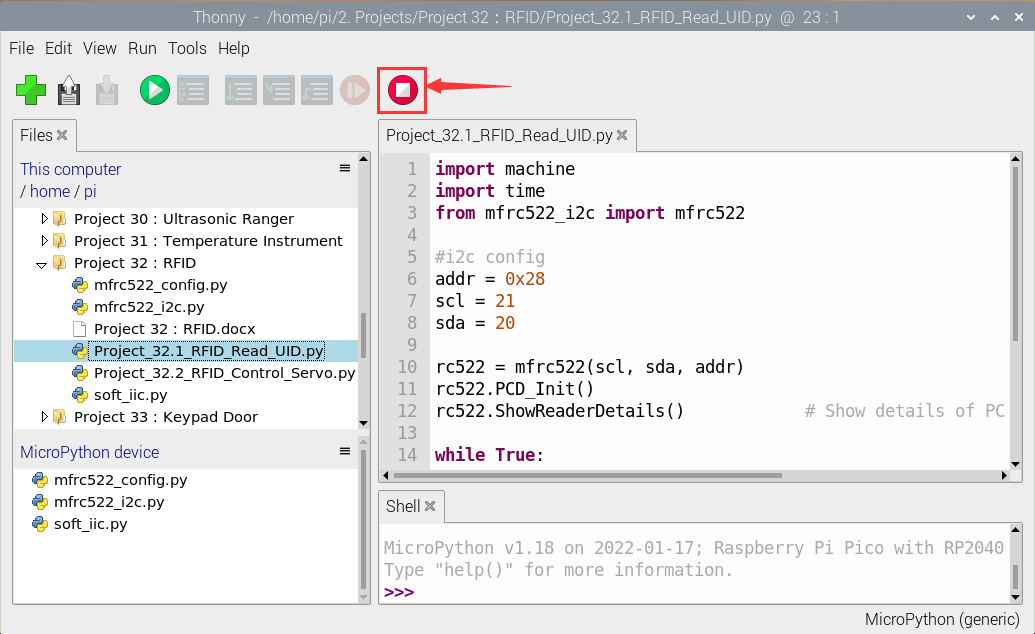 Thonny - /home/pi/2. Projects/Project 32 : RFID/Project_32.1_RFID_Read_UID.py @ 23 : 1
File Edit View Run Tools Help
Files
This computer
/ home / pi
Project 30 : Ultrasonic Ranger
Project 31 : Temperature Instrument
Project 32 : RFID
mfrc522_config.py
mfrc522_i2c.py
Project 32 : RFID.docx
Project_32.1_RFID_Read_UID.py
Project_32.2_RFID_Control_Servo.py
soft_iic.py
Project 33 : Keypad Door
MicroPython device
mfrc522_config.py
mfrc522_i2c.py
soft_iic.py
Project_32.1_RFID_Read_UID.py
1 import machine
2 import time
3 from mfrc522_i2c import mfrc522
4
5 #i2c config
6 addr = 0x28
7 scl = 21
8 sda = 20
9
10 rc522 = mfrc522(scl, sda, addr)
11 rc522.PCD_Init()
12 rc522.ShowReaderDetails() # Show details of PC
13
14 while True:
Shell
MicroPython v1.18 on 2022-01-17; Raspberry Pi Pico with RP2040
Type "help()" for more information.
>>>
MicroPython (generic)